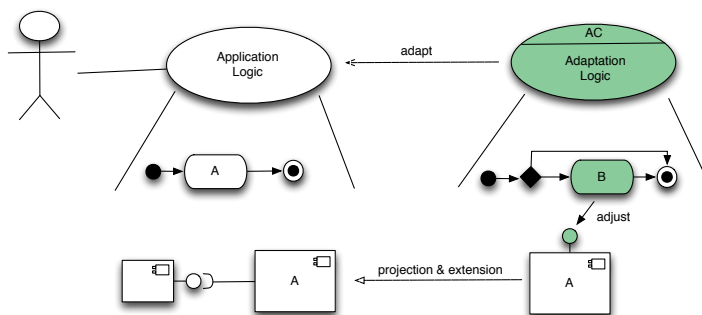 AC
Application
Logic
adapt
Adaptation
Logic
A
B
adjust
projection & extension
A
A